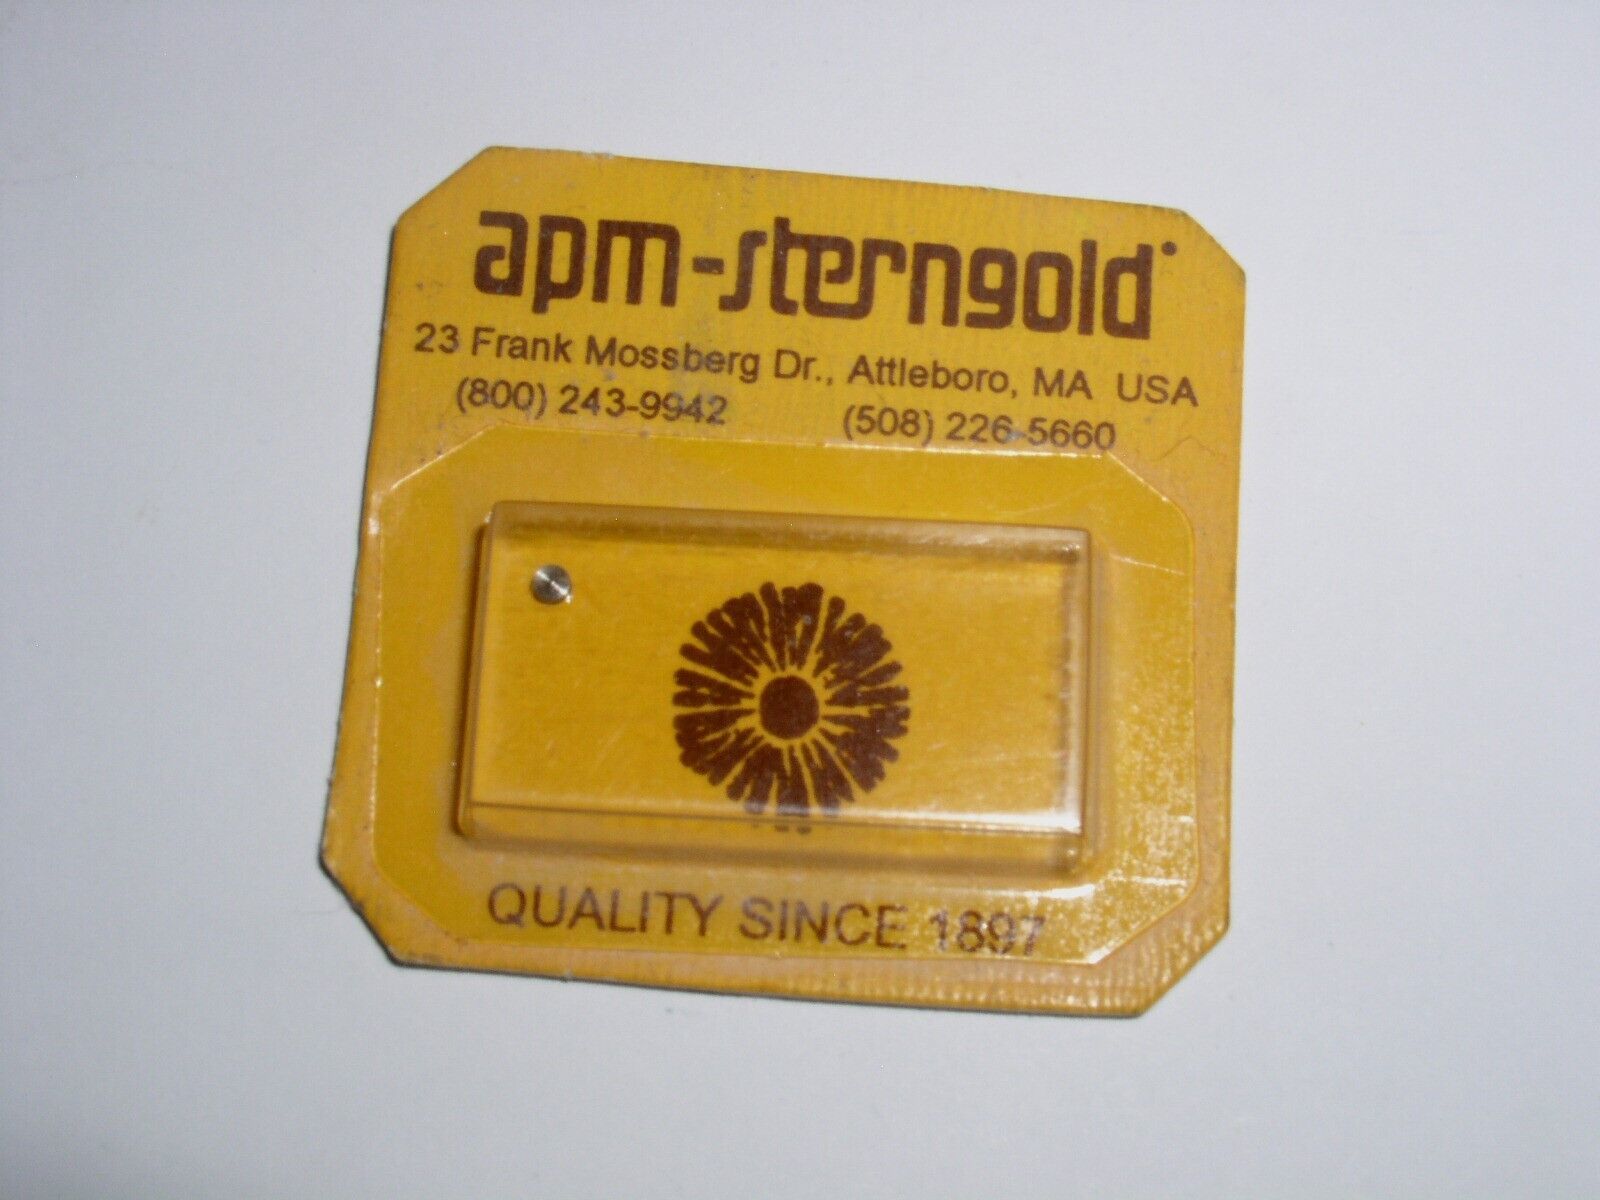 apm-sterngold
23 Frank Mossberg Dr., Attleboro, MA USA
(800) 243-9942 (508) 226-5660
QUALITY SINCE 1897